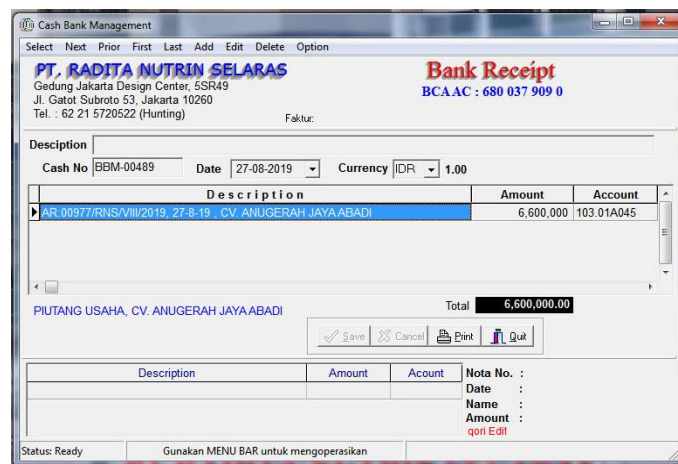 Cash Bank Management
Select Next Prior First Last Add Edit Delete Option
PT. RADITA NUTRIN SELARAS
Gedung Jakarta Design Center, 5SR49
Jl. Gatot Subroto 53, Jakarta 10260
Tel. : 62 21 5720522 (Hunting)
Faktur:
Bank Receipt
BCA AC : 680 037 909 0
Desciption
Cash No BBM-00489 Date 27-08-2019 Currency IDR 1.00
Description Amount Account
AR:00977/RNS/VIII/2019, 27-8-19 , CV. ANUGERAH JAYA ABADI 6,600,000 103.01A045
PIUTANG USAHA, CV. ANUGERAH JAYA ABADI
Total 6,600,000.00
Save Cancel Print Quit
Description Amount Acount
Nota No. :
Date :
Name :
Amount :
qori Edit
Status: Ready Gunakan MENU BAR untuk mengoperasikan